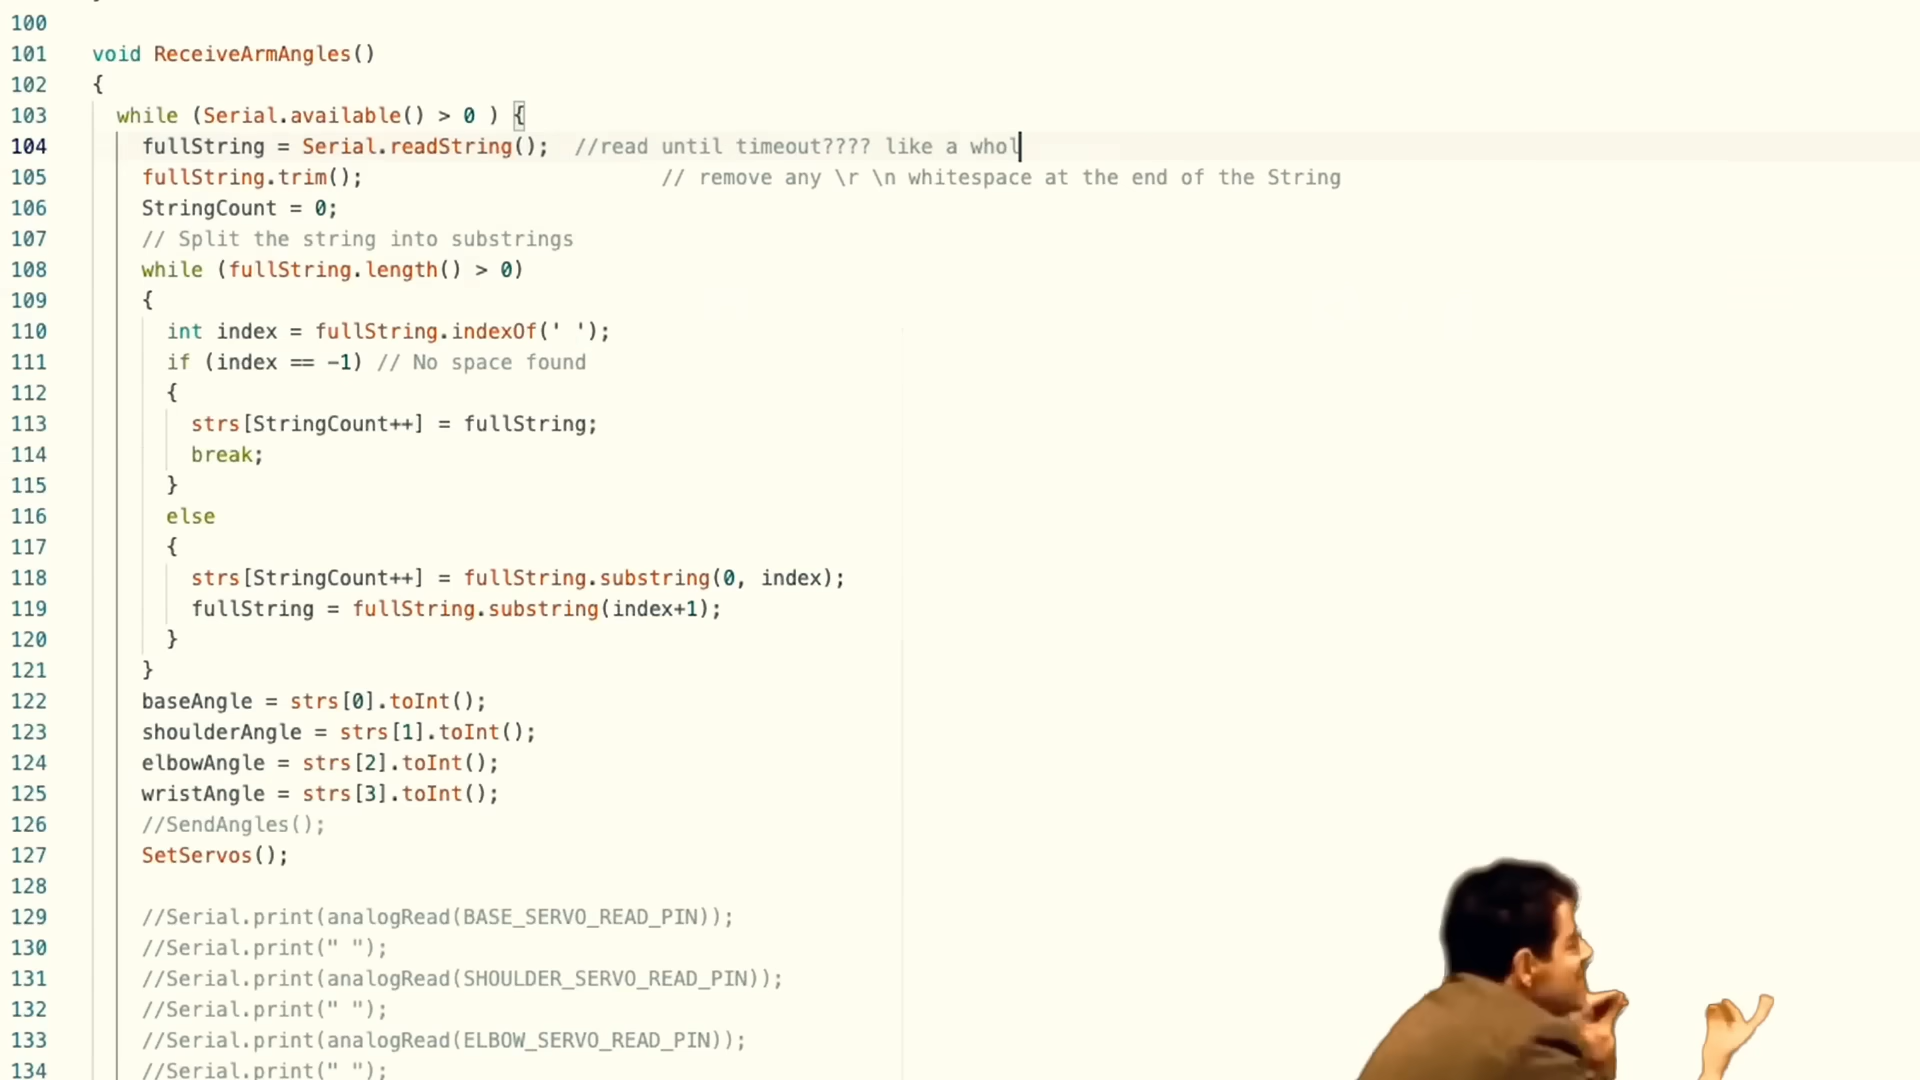 100
101 void ReceiveArmAngles()
102 {
103 while (Serial.available() > 0 ) {
104 fullString = Serial.readString(); //read until timeout???? like a whol
105 fullString.trim(); // remove any \r \n whitespace at the end of the String
106 StringCount = 0;
107 // Split the string into substrings
108 while (fullString.length() > 0)
109 {
110 int index = fullString.indexOf(' ');
111 if (index == -1) // No space found
112 {
113 strs[StringCount++] = fullString;
114 break;
115 }
116 else
117 {
118 strs[StringCount++] = fullString.substring(0, index);
119 fullString = fullString.substring(index+1);
120 }
121 }
122 baseAngle = strs[0].toInt();
123 shoulderAngle = strs[1].toInt();
124 elbowAngle = strs[2].toInt();
125 wristAngle = strs[3].toInt();
126 //SendAngles();
127 SetServos();
128
129 //Serial.print(analogRead(BASE_SERVO_READ_PIN));
130 //Serial.print(" ");
131 //Serial.print(analogRead(SHOULDER_SERVO_READ_PIN));
132 //Serial.print(" ");
133 //Serial.print(analogRead(ELBOW_SERVO_READ_PIN));
134 //Serial.print(" ");